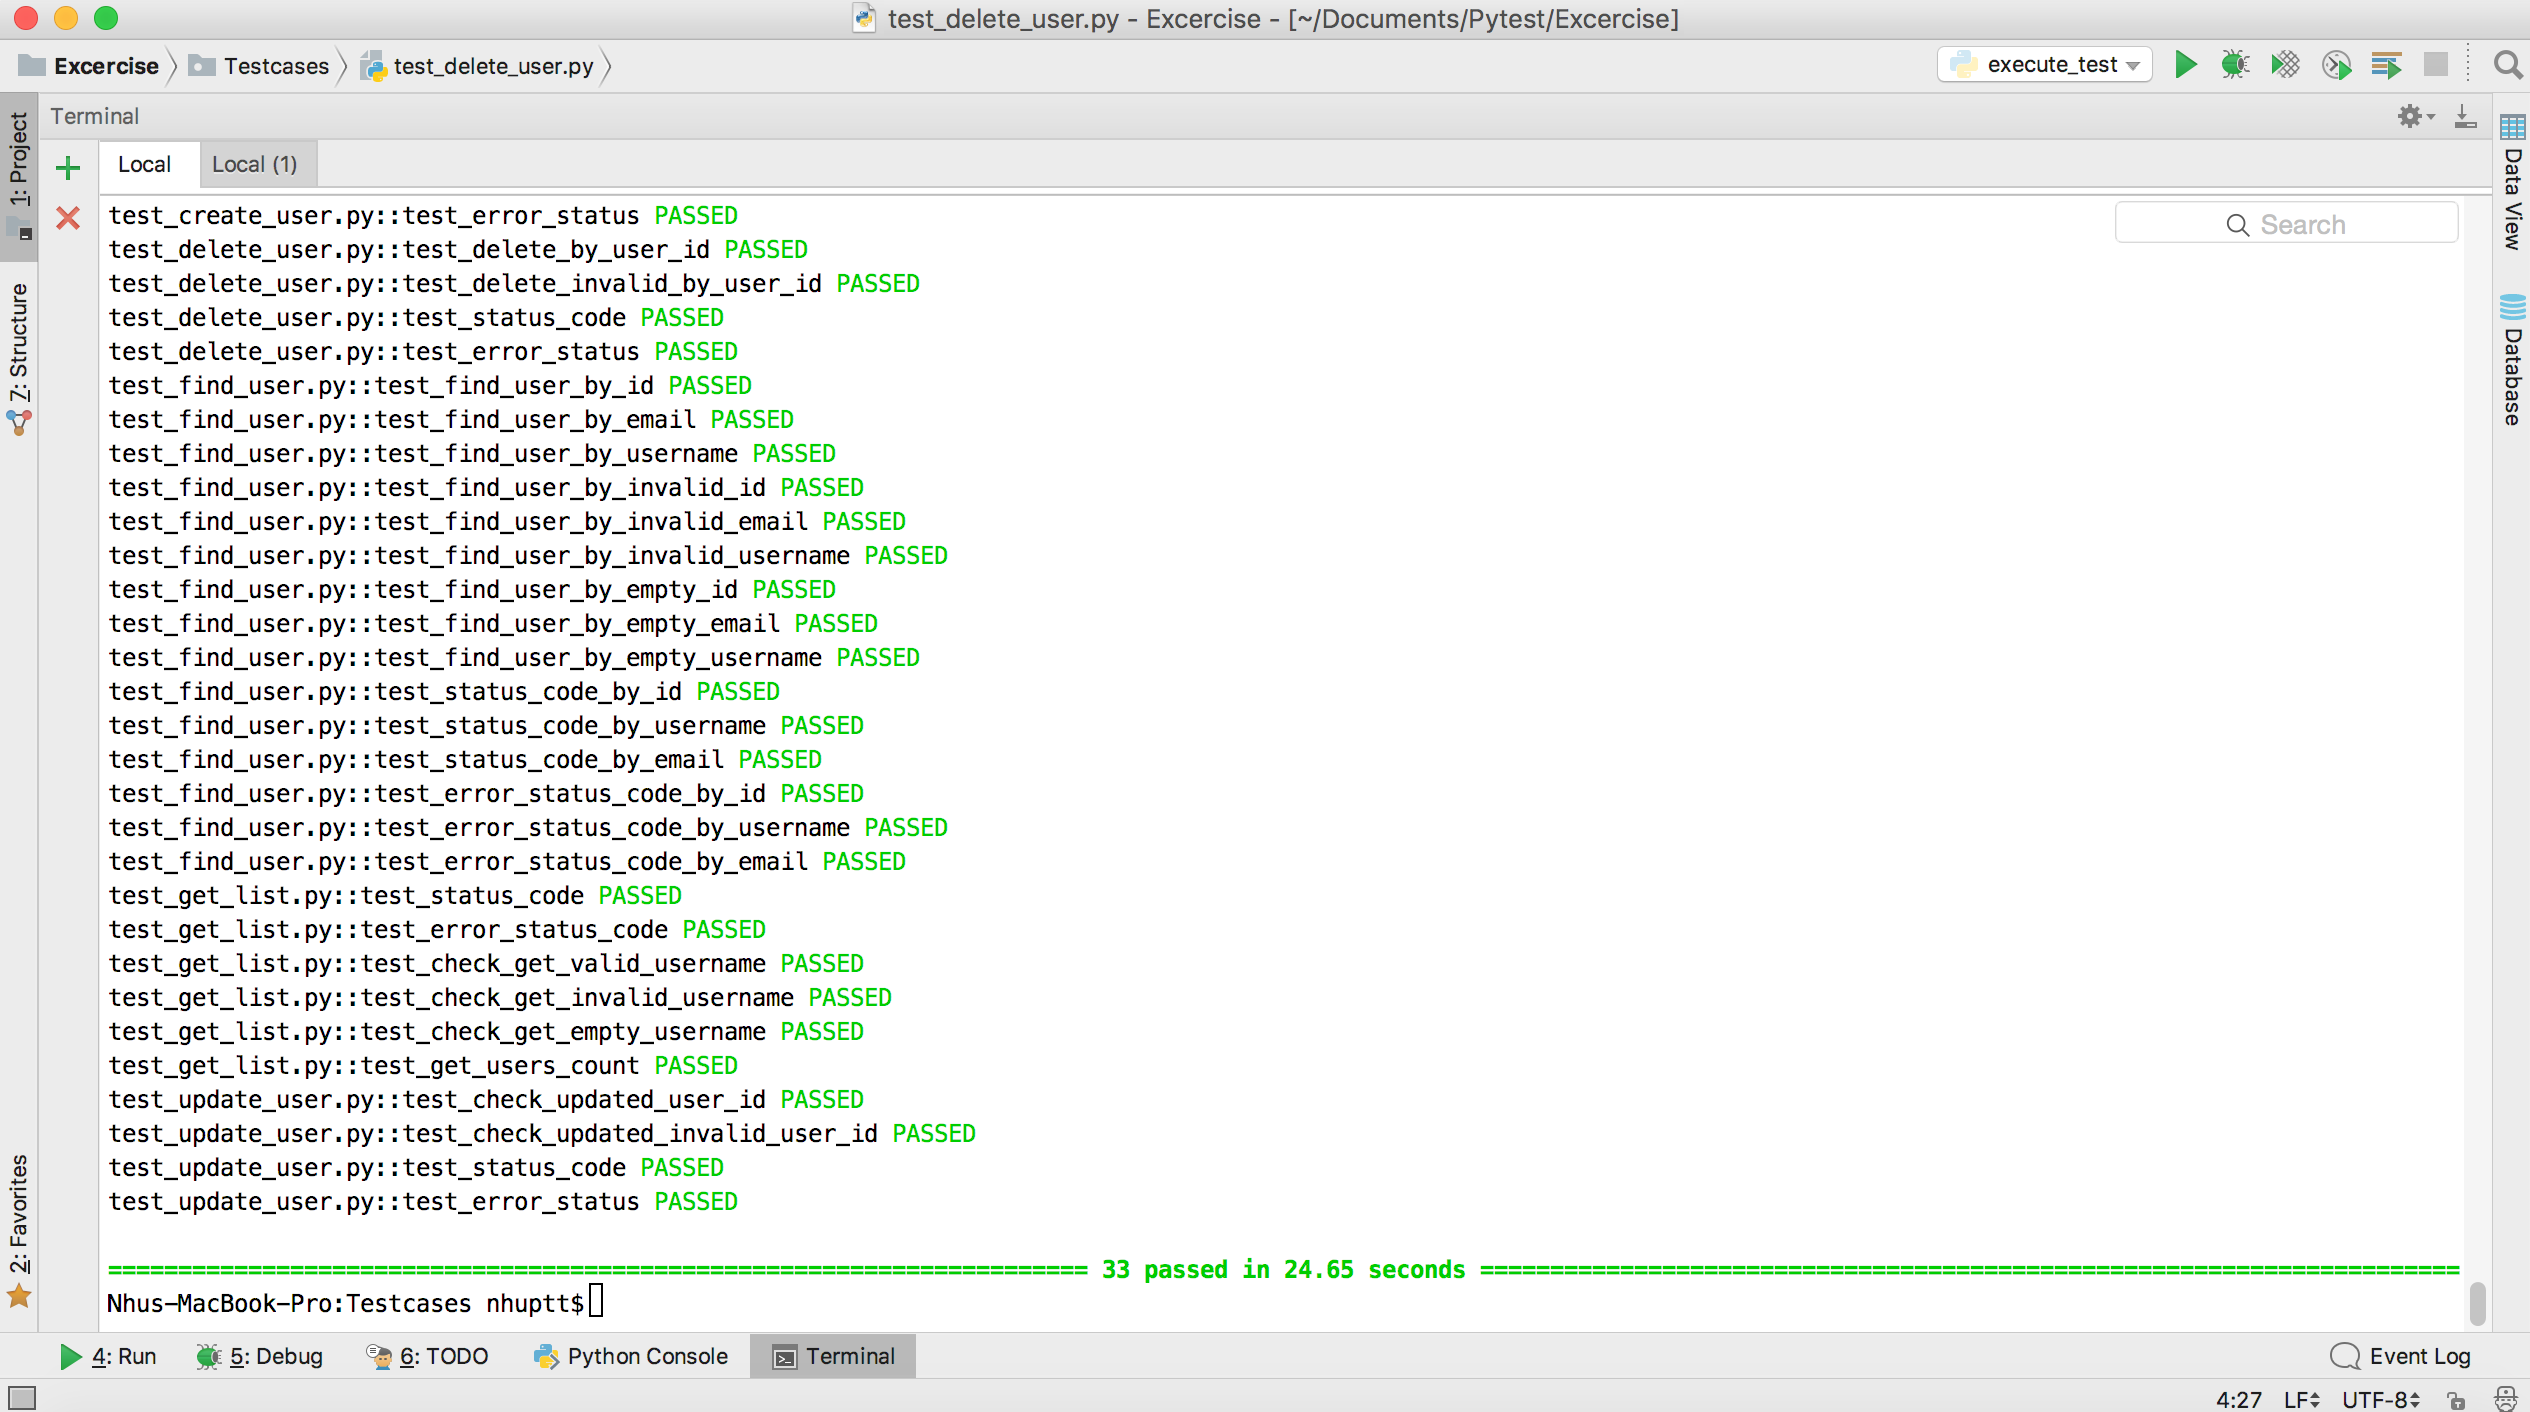 test_delete_user.py - Excercise - [~/Documents/Pytest/Excercise]
Excercise Testcases test_delete_user.py execute_test
Terminal
Local Local (1)
Search
1: Project
7: Structure
2: Favorites
Data View
Database
test_create_user.py::test_error_status PASSED
test_delete_user.py::test_delete_by_user_id PASSED
test_delete_user.py::test_delete_invalid_by_user_id PASSED
test_delete_user.py::test_status_code PASSED
test_delete_user.py::test_error_status PASSED
test_find_user.py::test_find_user_by_id PASSED
test_find_user.py::test_find_user_by_email PASSED
test_find_user.py::test_find_user_by_username PASSED
test_find_user.py::test_find_user_by_invalid_id PASSED
test_find_user.py::test_find_user_by_invalid_email PASSED
test_find_user.py::test_find_user_by_invalid_username PASSED
test_find_user.py::test_find_user_by_empty_id PASSED
test_find_user.py::test_find_user_by_empty_email PASSED
test_find_user.py::test_find_user_by_empty_username PASSED
test_find_user.py::test_status_code_by_id PASSED
test_find_user.py::test_status_code_by_username PASSED
test_find_user.py::test_status_code_by_email PASSED
test_find_user.py::test_error_status_code_by_id PASSED
test_find_user.py::test_error_status_code_by_username PASSED
test_find_user.py::test_error_status_code_by_email PASSED
test_get_list.py::test_status_code PASSED
test_get_list.py::test_error_status_code PASSED
test_get_list.py::test_check_get_valid_username PASSED
test_get_list.py::test_check_get_invalid_username PASSED
test_get_list.py::test_check_get_empty_username PASSED
test_get_list.py::test_get_users_count PASSED
test_update_user.py::test_check_updated_user_id PASSED
test_update_user.py::test_check_updated_invalid_user_id PASSED
test_update_user.py::test_status_code PASSED
test_update_user.py::test_error_status PASSED
====================================================================== 33 passed in 24.65 seconds ======================================================================
Nhus-MacBook-Pro:Testcases nhuptt$
4: Run 5: Debug 6: TODO Python Console Terminal Event Log
4:27 LF UTF-8